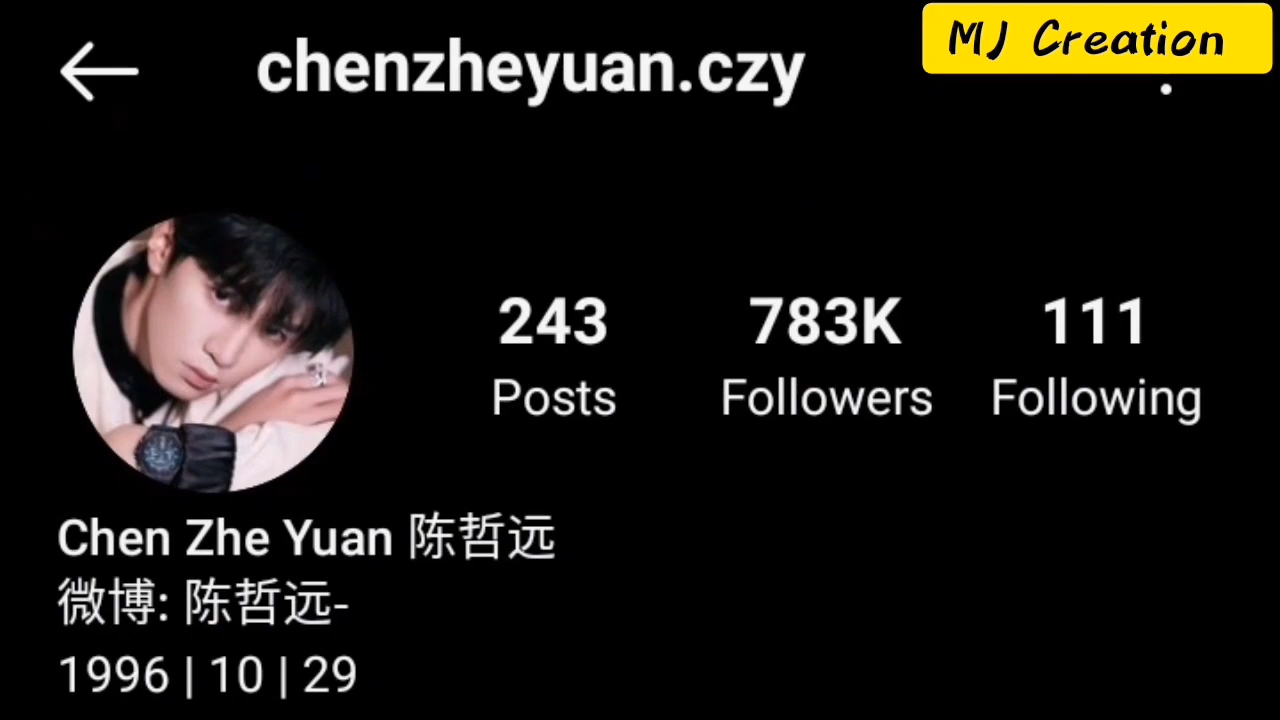 MJ Creation
chenzheyuan.czy
243 783K 111
Posts Followers Following
Chen Zhe Yuan 陈哲远
微博: 陈哲远-
1996 | 10 | 29